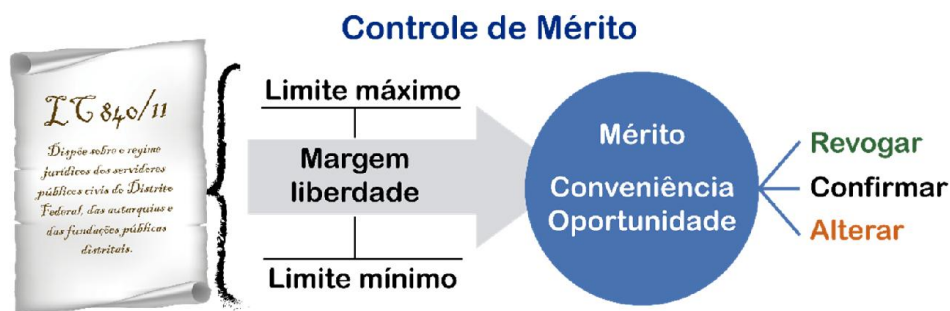 Controle de Mérito
LC 840/11
Dispõe sobre o regime
jurídicos dos servidores
públicos civis do Distrito
Federal, das autarquias e
das fundações públicas
distritais.
Limite máximo
Margem
liberdade
Limite mínimo
Mérito
Conveniência
Oportunidade
Revogar
Confirmar
Alterar